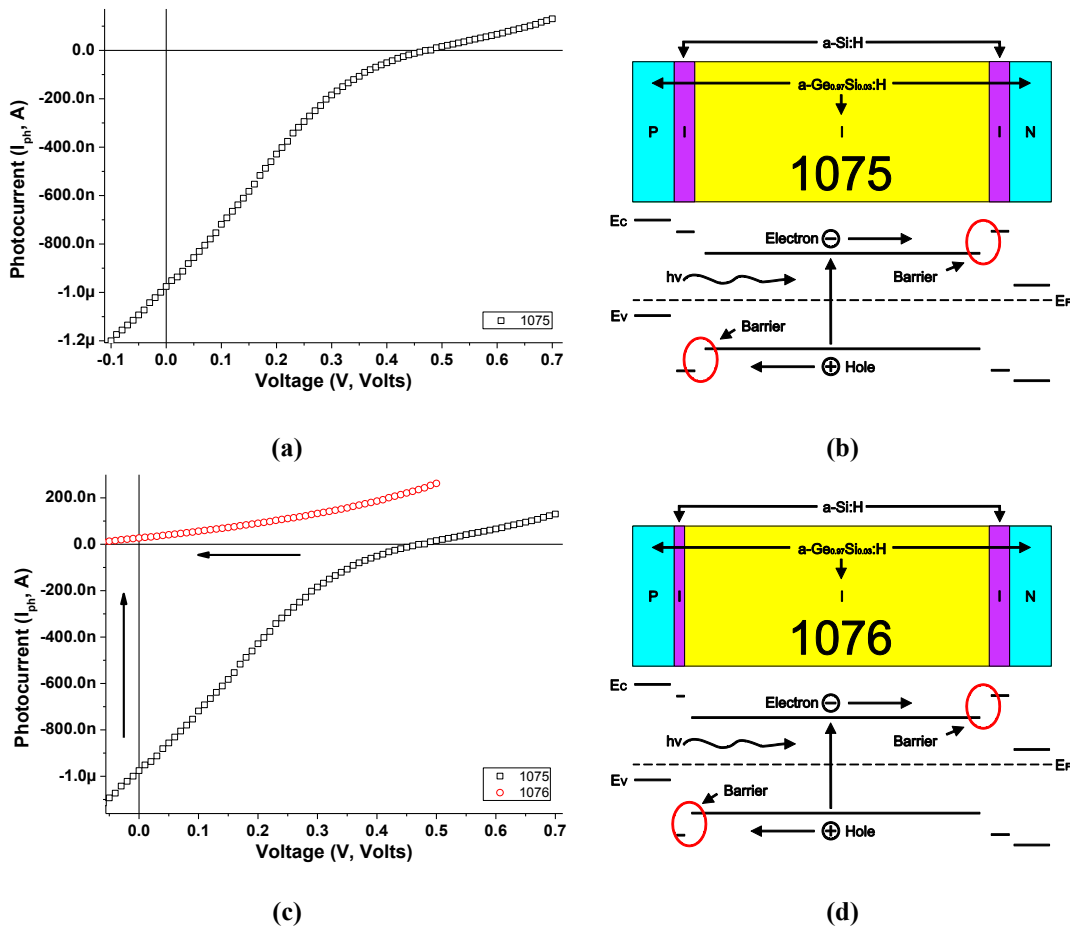 0.0
-200.0n
-400.0n
-600.0n
-800.0n
-1.0µ
-1.2µ
Photocurrent (Iph, A)
-0.1 0.0 0.1 0.2 0.3 0.4 0.5 0.6 0.7
Voltage (V, Volts)
1075
(a)
a-Si:H
a-Ge0.97Si0.03:H
P I I I N
1075
Ec
Electron
hν
Barrier
EF
Ev
Barrier
Hole
(b)
200.0n
0.0
-200.0n
-400.0n
-600.0n
-800.0n
-1.0µ
Photocurrent (Iph, A)
0.0 0.1 0.2 0.3 0.4 0.5 0.6 0.7
Voltage (V, Volts)
1075
1076
(c)
a-Si:H
a-Ge0.97Si0.03:H
P I I I N
1076
Ec
Electron
hν
Barrier
EF
Ev
Barrier
Hole
(d)